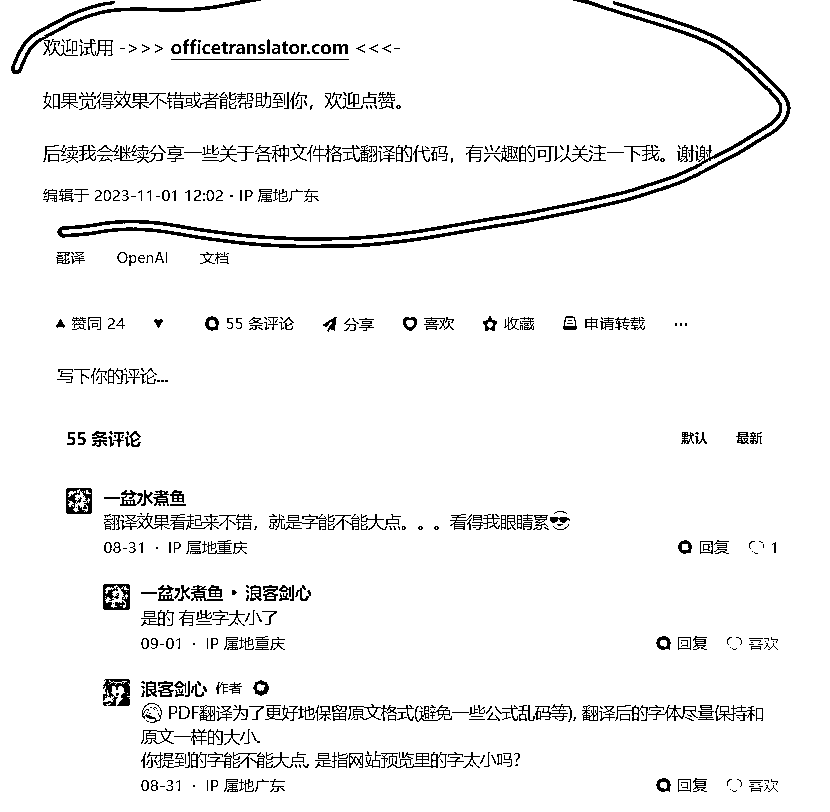 欢迎试用 ->>> officetranslator.com <<<-
如果觉得效果不错或者能帮助到你，欢迎点赞。
后续我会继续分享一些关于各种文件格式翻译的代码，有兴趣的可以关注一下我。谢谢
编辑于 2023-11-01 12:02 · IP 属地广东
翻译 OpenAI 文档
赞同 24 55 条评论 分享 喜欢 收藏 申请转载 ···
写下你的评论...
55 条评论 默认 最新
一盆水煮鱼
翻译效果看起来不错，就是字能不能大点。。。看得我眼睛累😎
08-31 · IP 属地重庆 回复 1
一盆水煮鱼 · 浪客剑心
是的 有些字太小了
09-01 · IP 属地重庆 回复 喜欢
浪客剑心 作者
PDF翻译为了更好地保留原文格式(避免一些公式乱码等), 翻译后的字体尽量保持和
原文一样的大小.
你提到的字能不能大点, 是指网站预览里的字太小吗?
08-31 · IP 属地广东 回复 喜欢